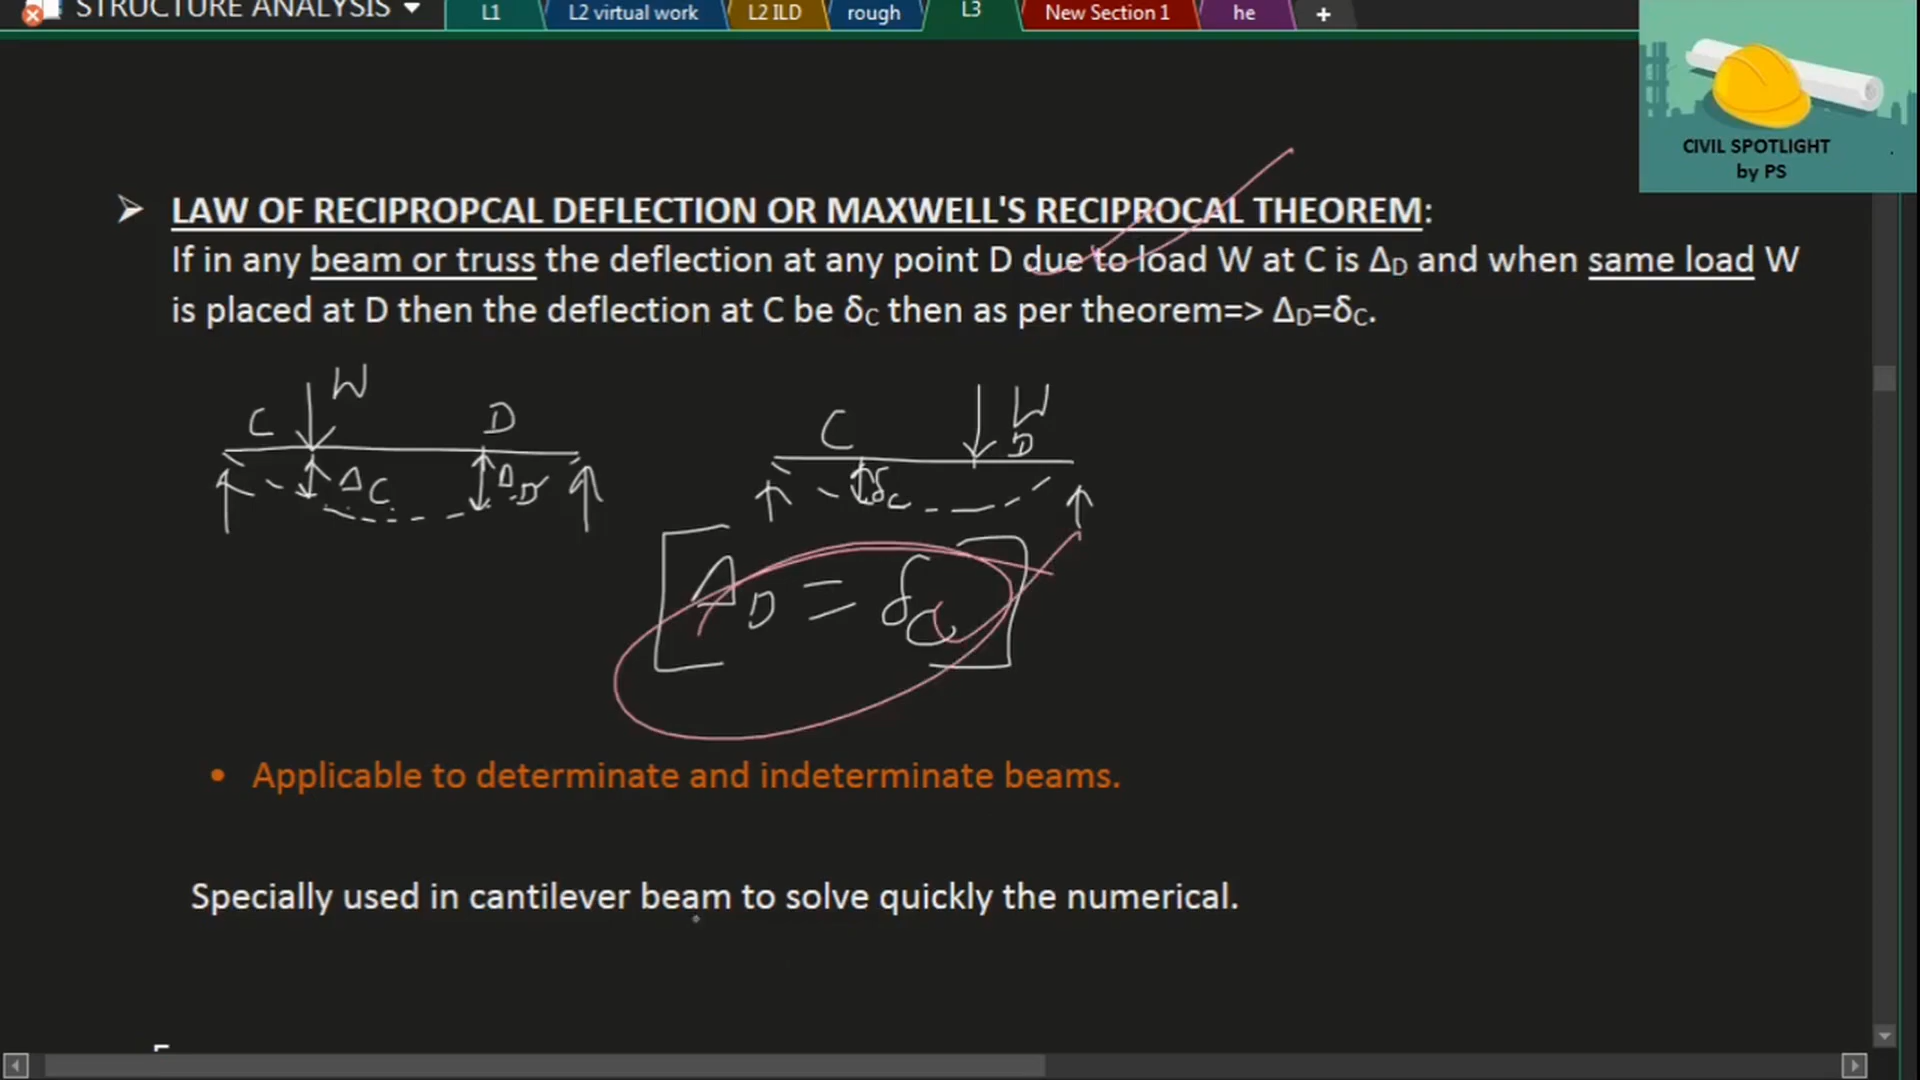 STRUCTURE ANALYSIS
L1
L2 virtual work
L2 ILD
rough
L3
New Section 1
he
+
CIVIL SPOTLIGHT
by PS
LAW OF RECIPROPCAL DEFLECTION OR MAXWELL'S RECIPROCAL THEOREM:
If in any beam or truss the deflection at any point D due to load W at C is ΔD and when same load W
is placed at D then the deflection at C be δC then as per theorem=> ΔD=δC.
W
C
D
ΔC
ΔD
C
W
D
δC
ΔD = δC
• Applicable to determinate and indeterminate beams.
Specially used in cantilever beam to solve quickly the numerical.